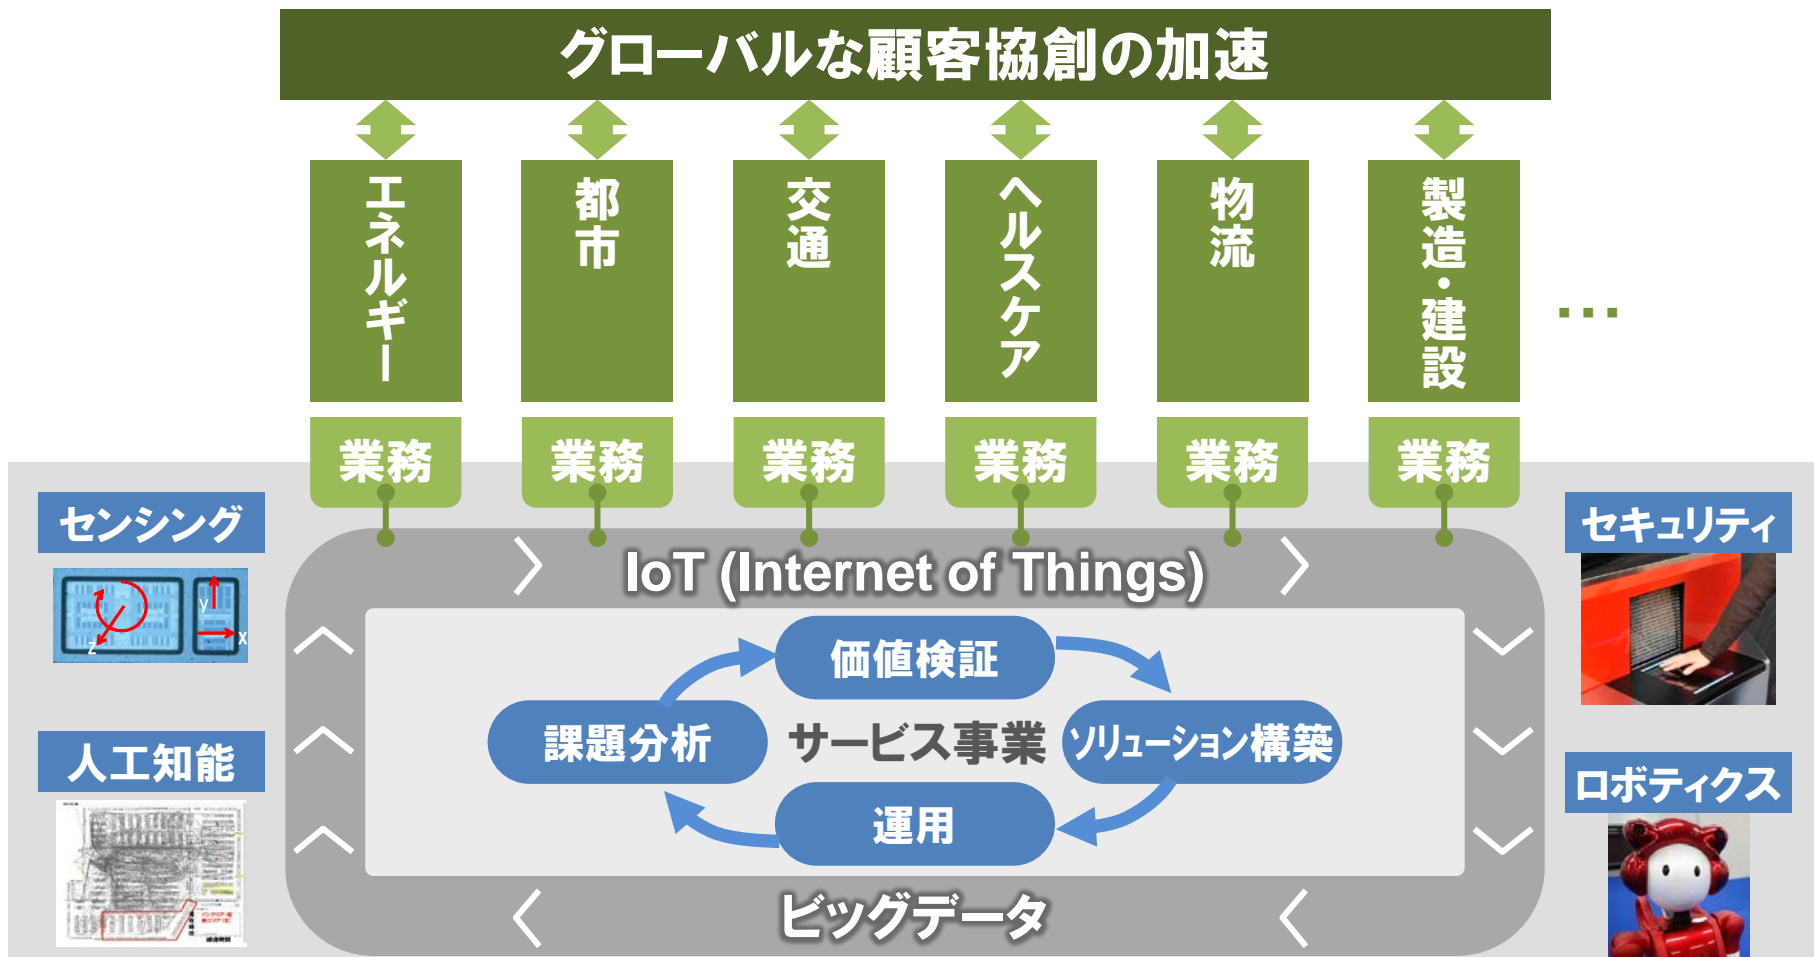 グローバルな顧客協創の加速
エネルギー
都市
交通
ヘルスケア
物流
製造・建設
…
業務
業務
業務
業務
業務
業務
センシング
y
x
z
人工知能
セキュリティ
ロボティクス
IoT (Internet of Things)
価値検証
課題分析
サービス事業
ソリューション構築
運用
ビッグデータ